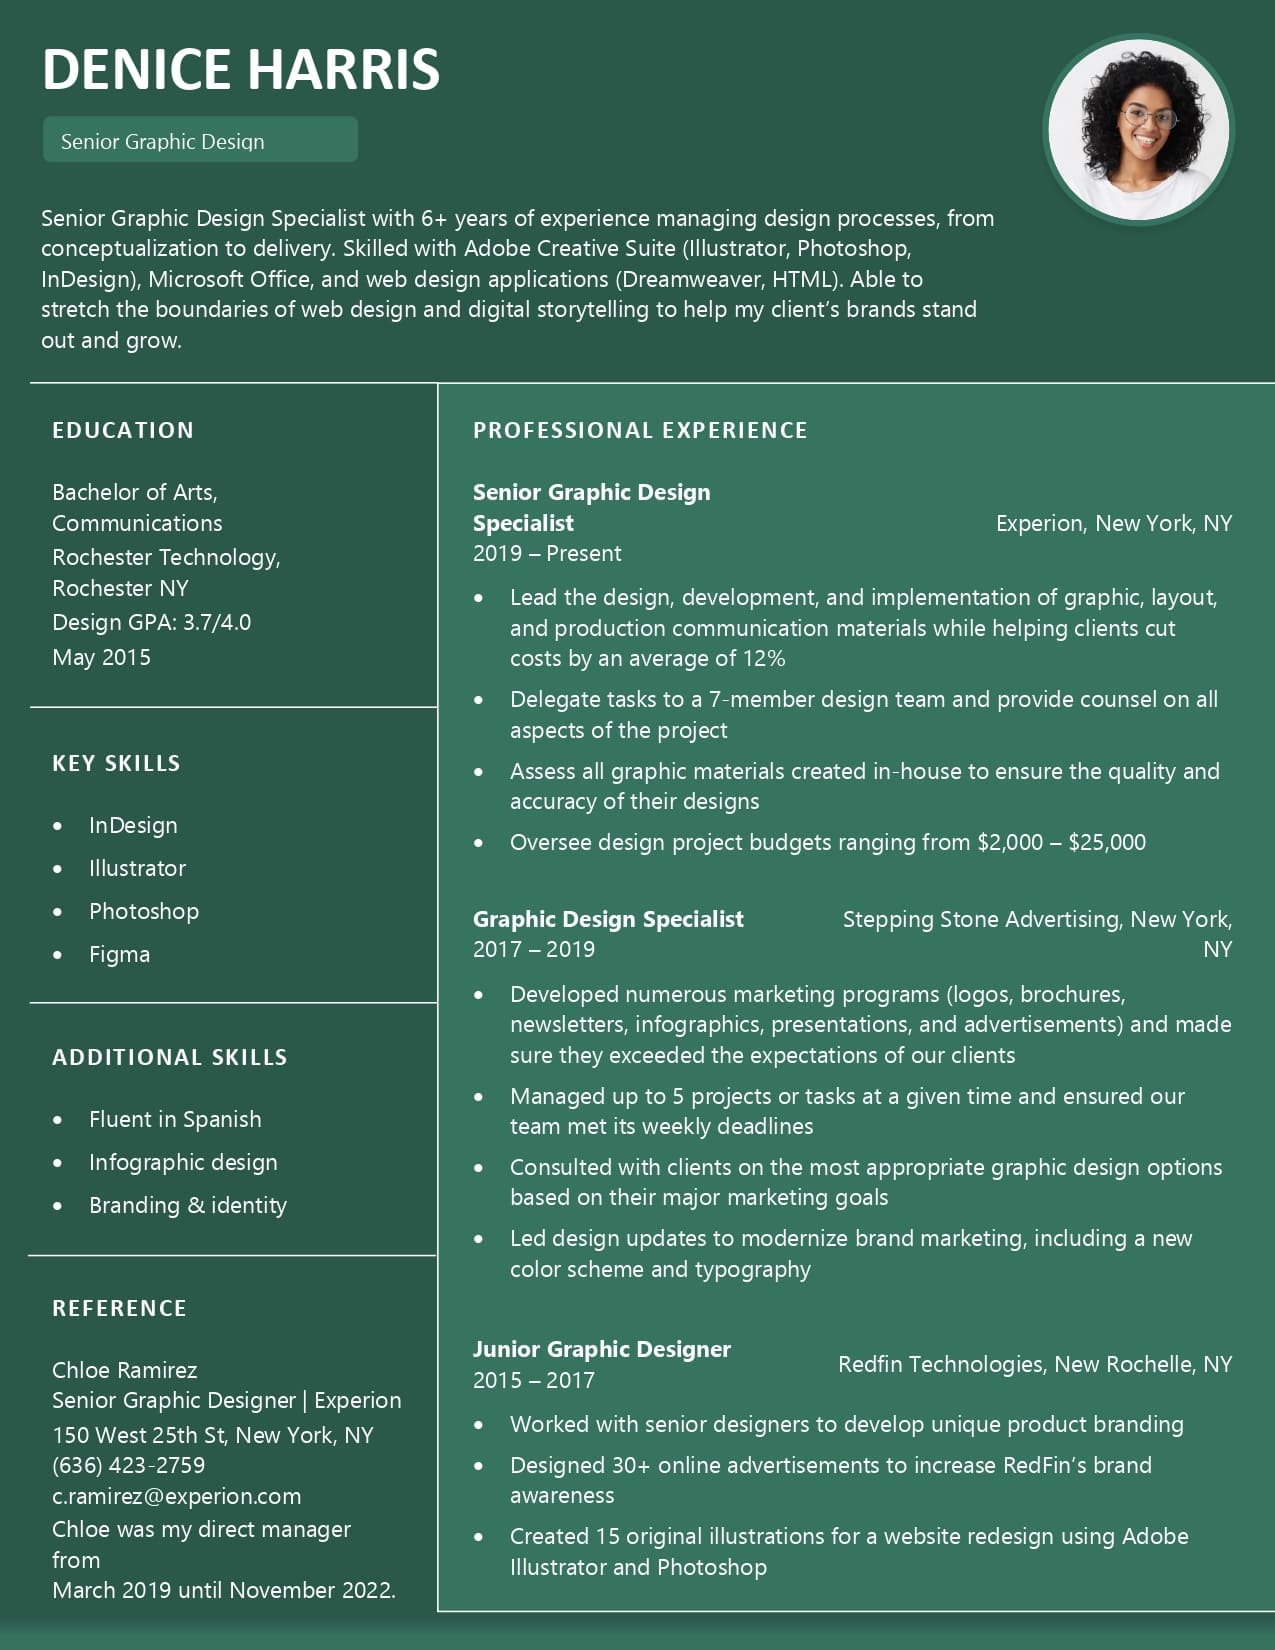 DENICE HARRIS
Senior Graphic Design
Senior Graphic Design Specialist with 6+ years of experience managing design processes, from
conceptualization to delivery. Skilled with Adobe Creative Suite (Illustrator, Photoshop,
InDesign), Microsoft Office, and web design applications (Dreamweaver, HTML). Able to
stretch the boundaries of web design and digital storytelling to help my client’s brands stand
out and grow.
EDUCATION
Bachelor of Arts,
Communications
Rochester Technology,
Rochester NY
Design GPA: 3.7/4.0
May 2015
KEY SKILLS
• InDesign
• Illustrator
• Photoshop
• Figma
ADDITIONAL SKILLS
• Fluent in Spanish
• Infographic design
• Branding & identity
REFERENCE
Chloe Ramirez
Senior Graphic Designer | Experion
150 West 25th St, New York, NY
(636) 423-2759
c.ramirez@experion.com
Chloe was my direct manager
from
March 2019 until November 2022.
PROFESSIONAL EXPERIENCE
Senior Graphic Design
Specialist Experion, New York, NY
2019 – Present
• Lead the design, development, and implementation of graphic, layout,
and production communication materials while helping clients cut
costs by an average of 12%
• Delegate tasks to a 7-member design team and provide counsel on all
aspects of the project
• Assess all graphic materials created in-house to ensure the quality and
accuracy of their designs
• Oversee design project budgets ranging from $2,000 – $25,000
Graphic Design Specialist Stepping Stone Advertising, New York,
2017 – 2019 NY
• Developed numerous marketing programs (logos, brochures,
newsletters, infographics, presentations, and advertisements) and made
sure they exceeded the expectations of our clients
• Managed up to 5 projects or tasks at a given time and ensured our
team met its weekly deadlines
• Consulted with clients on the most appropriate graphic design options
based on their major marketing goals
• Led design updates to modernize brand marketing, including a new
color scheme and typography
Junior Graphic Designer
Redfin Technologies, New Rochelle, NY
2015 – 2017
• Worked with senior designers to develop unique product branding
• Designed 30+ online advertisements to increase RedFin’s brand
awareness
• Created 15 original illustrations for a website redesign using Adobe
Illustrator and Photoshop